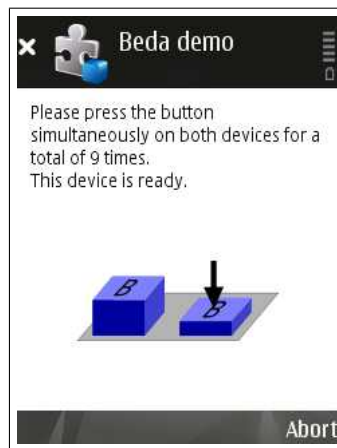 Beda demo
Please press the button
simultaneously on both devices for a
total of 9 times.
This device is ready.
B
B
Abort